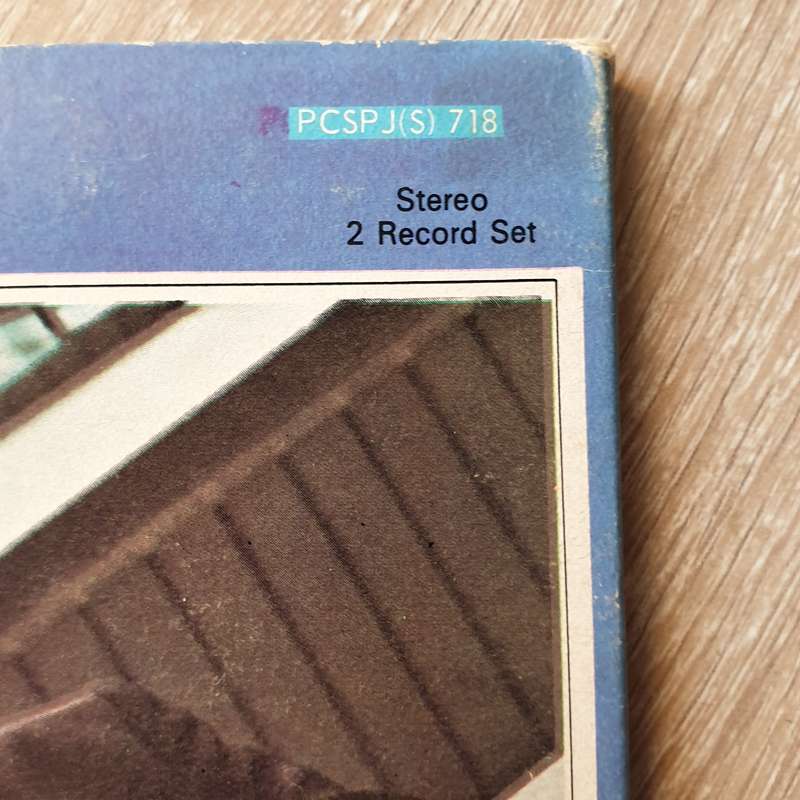 PCSPJ(S) 718
Stereo
2 Record Set